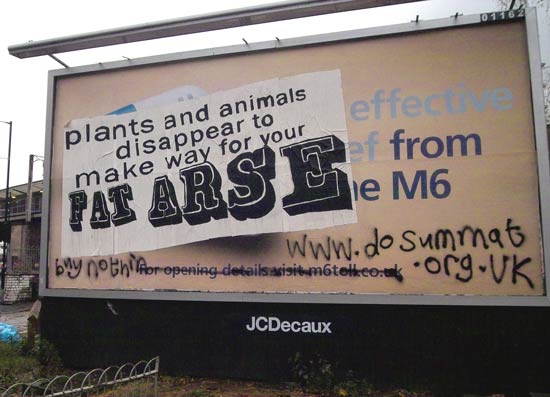 01162
plants and animals
disappear to
make way for your
FAT ARSE
effective
ef from
e M6
www.dosummat
.org.uk
buy nothin
for opening details visit m6toll.co.uk
JCDecaux